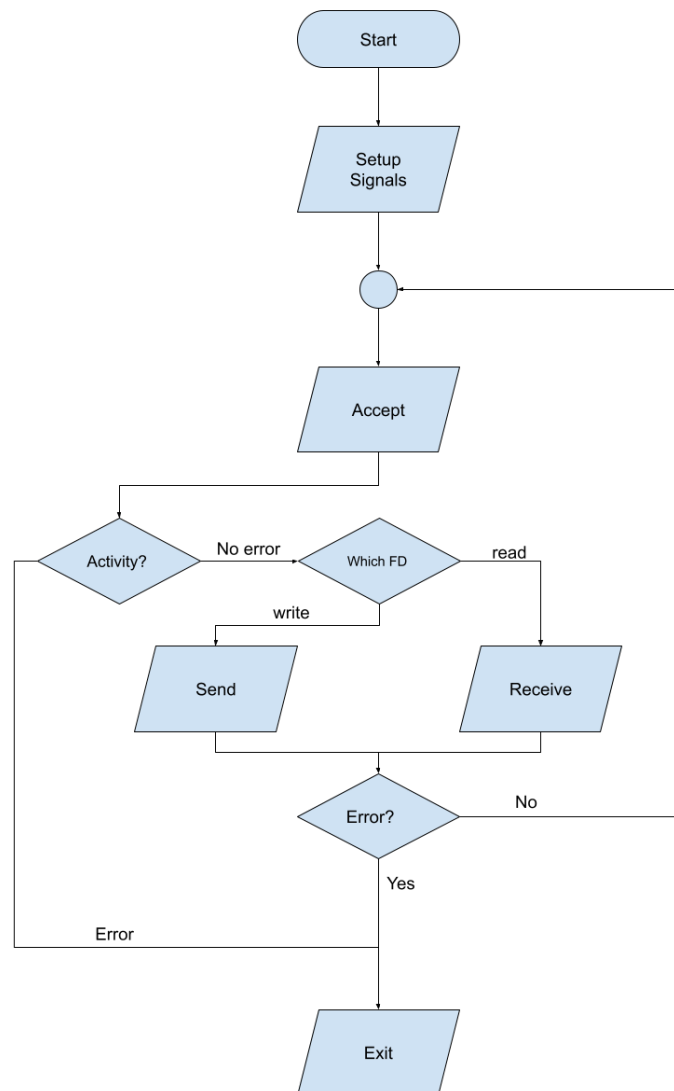 Start
Setup
Signals
Accept
Activity?
No error
Which FD
read
write
Send
Receive
Error?
No
Yes
Error
Exit